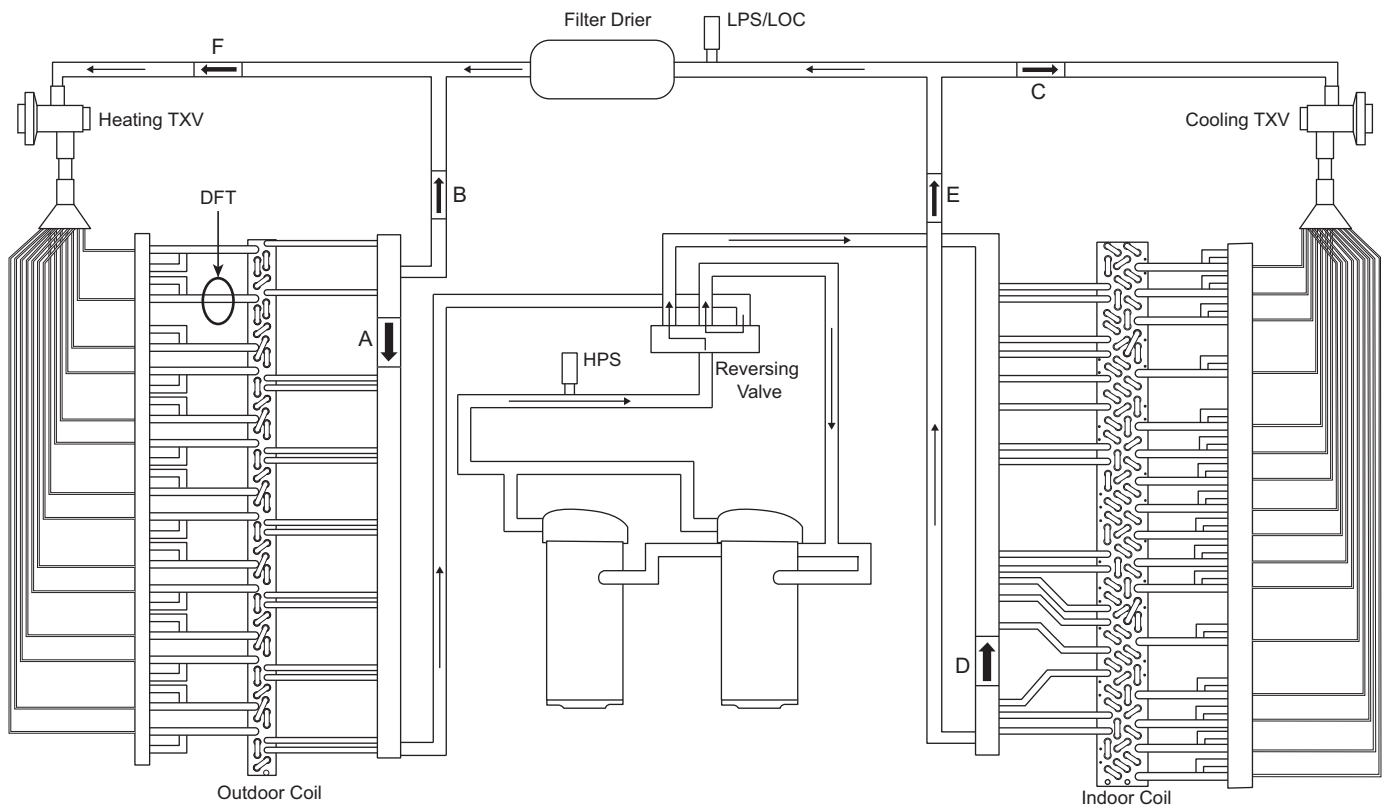 Filter Drier
LPS/LOC
F
C
Heating TXV
Cooling TXV
DFT
B
E
A
HPS
Reversing
Valve
D
Outdoor Coil
Indoor Coil